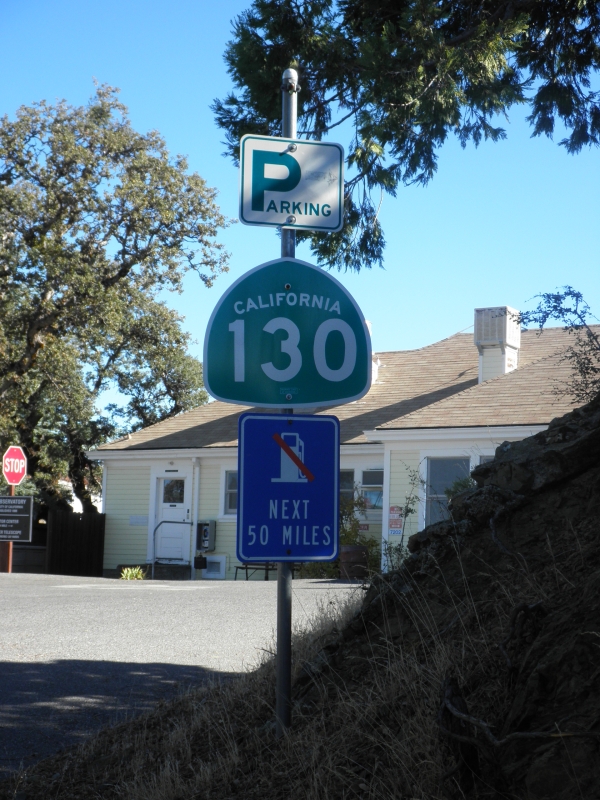 PARKING
CALIFORNIA
130
NEXT
50 MILES
STOP